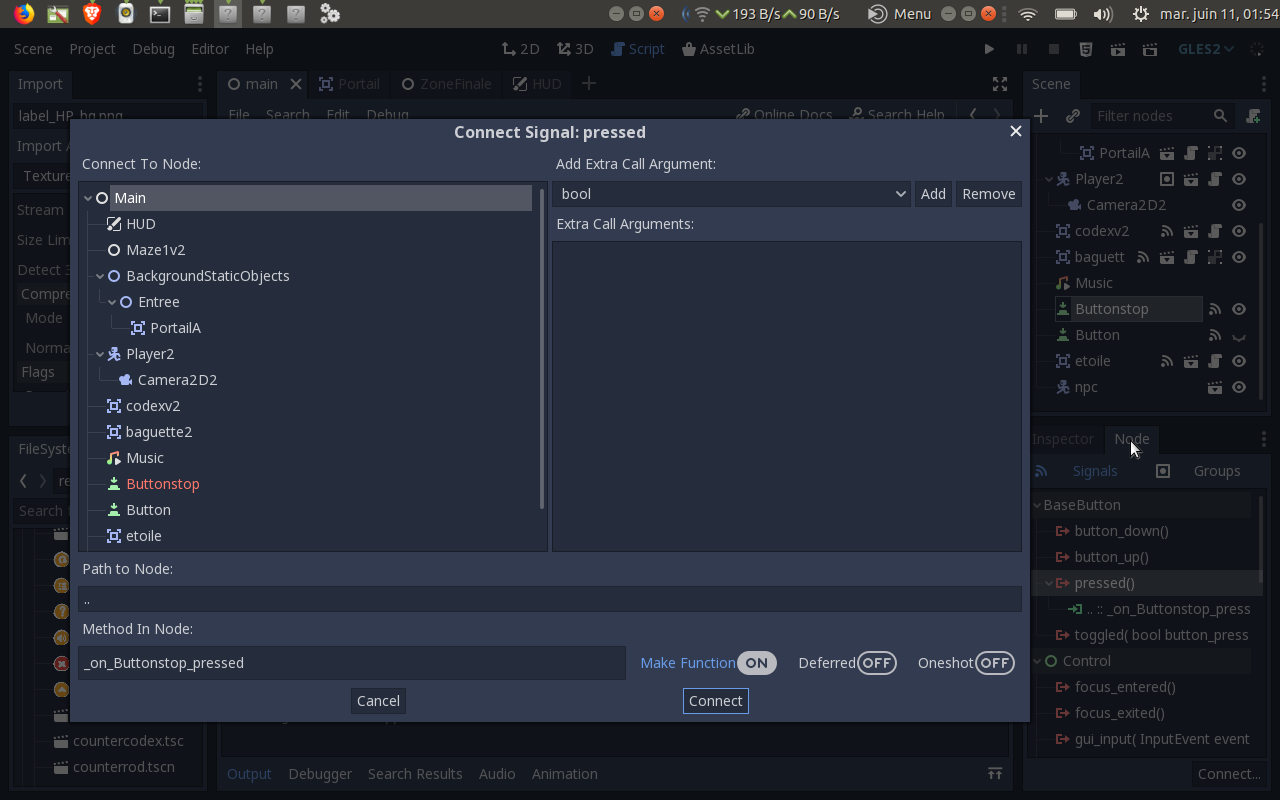 193 B/s 90 B/s Menu mar. juin 11, 01:54
Scene Project Debug Editor Help 2D 3D Script AssetLib GLES2
Import main Portail ZoneFinale HUD Scene
label_HP_bg.png File Search Edit Debug Online Docs Search Help Filter nodes
Connect Signal: pressed
Connect To Node: Add Extra Call Argument:
Main bool Add Remove
HUD Extra Call Arguments:
Maze1v2
BackgroundStaticObjects
Entree
PortailA
Player2
Camera2D2
codexv2
baguette2
Music
Buttonstop
Button
etoile
Path to Node:
..
Method In Node:
_on_Buttonstop_pressed Make Function ON Deferred OFF Oneshot OFF
Cancel Connect
Import A
Texture
Stream
Size Lim
Detect 3
Compre
Mode
Norma
Flags
FileSyste
re
Search f
countercodex.tsc
counterrod.tscn
Output Debugger Search Results Audio Animation
PortailA
Player2
Camera2D2
codexv2
baguett
Music
Buttonstop
Button
etoile
npc
Inspector Node
Signals Groups
BaseButton
button_down()
button_up()
pressed()
.. :: _on_Buttonstop_press
toggled( bool button_press
Control
focus_entered()
focus_exited()
gui_input( InputEvent event
Connect...